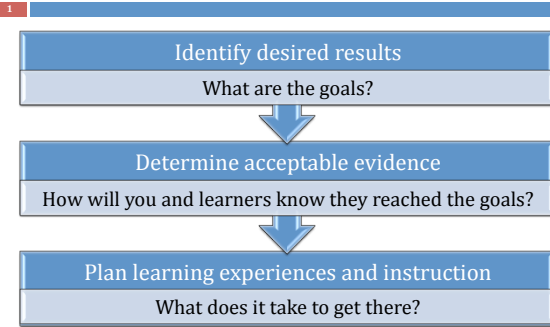 1
Identify desired results
What are the goals?
Determine acceptable evidence
How will you and learners know they reached the goals?
Plan learning experiences and instruction
What does it take to get there?